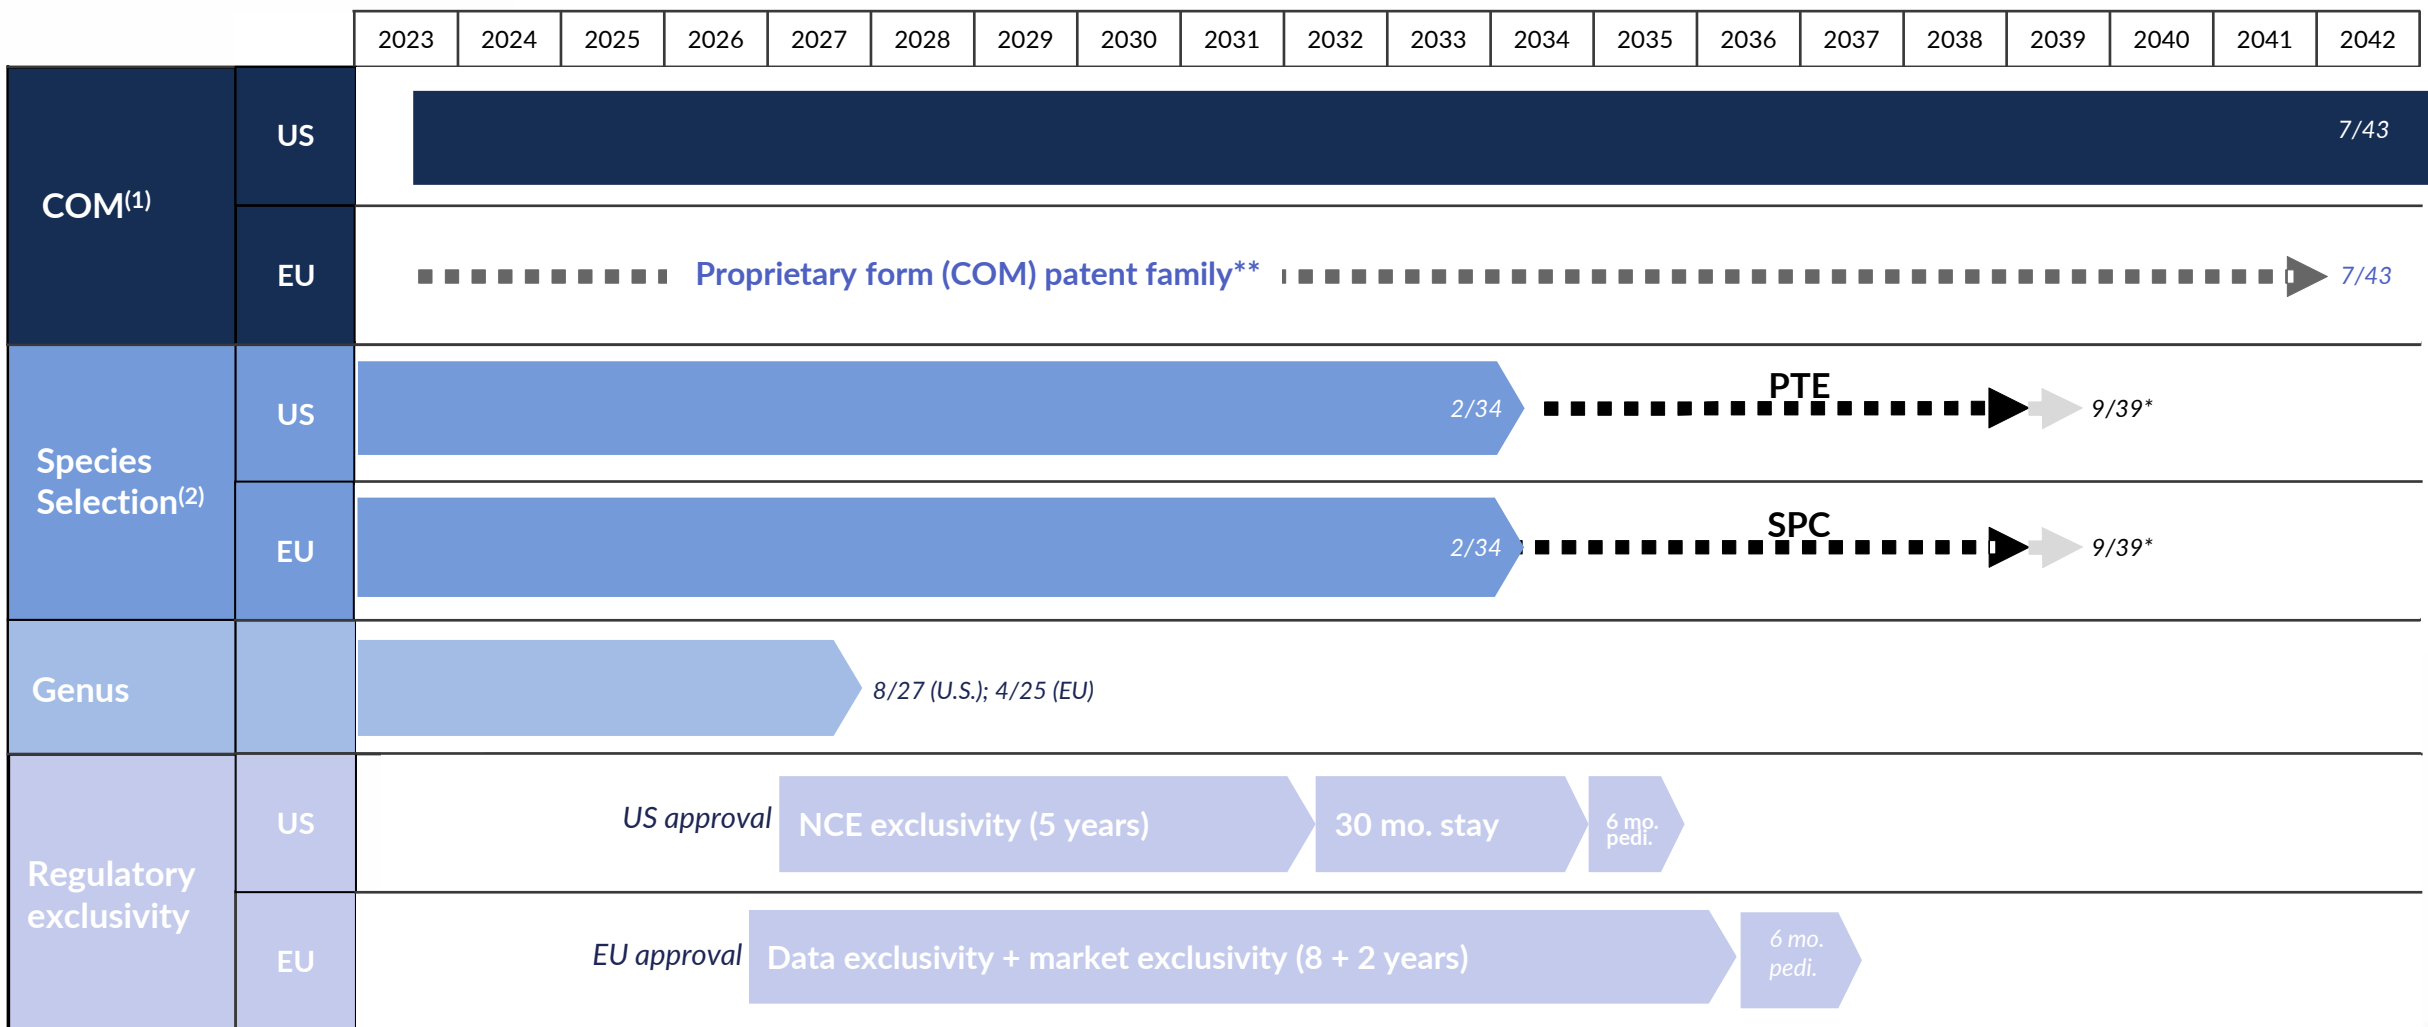 2023 2024 2025 2026 2027 2028 2029 2030 2031 2032 2033 2034 2035 2036 2037 2038 2039 2040 2041 2042
COM(1)
US
7/43
EU
Proprietary form (COM) patent family**
7/43
Species
Selection(2)
US
2/34
PTE
9/39*
EU
2/34
SPC
9/39*
Genus
8/27 (U.S.); 4/25 (EU)
Regulatory
exclusivity
US
US approval
NCE exclusivity (5 years)
30 mo. stay
6 mo.
pedi.
EU
EU approval
Data exclusivity + market exclusivity (8 + 2 years)
6 mo.
pedi.